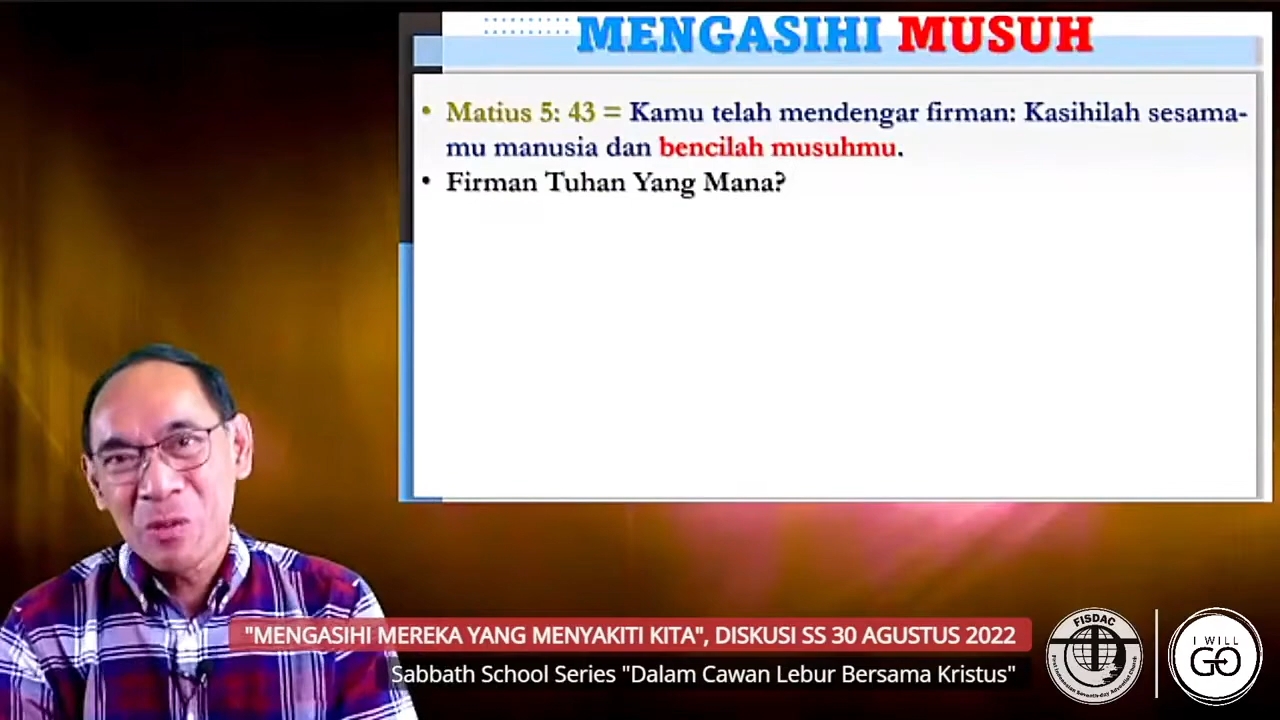 MENGASIHI MUSUH
• Matius 5: 43 = Kamu telah mendengar firman: Kasihilah sesama-
mu manusia dan bencilah musuhmu.
• Firman Tuhan Yang Mana?
"MENGASIHI MEREKA YANG MENYAKITI KITA", DISKUSI SS 30 AGUSTUS 2022
Sabbath School Series "Dalam Cawan Lebur Bersama Kristus"
FISDAC
I WILL
GO